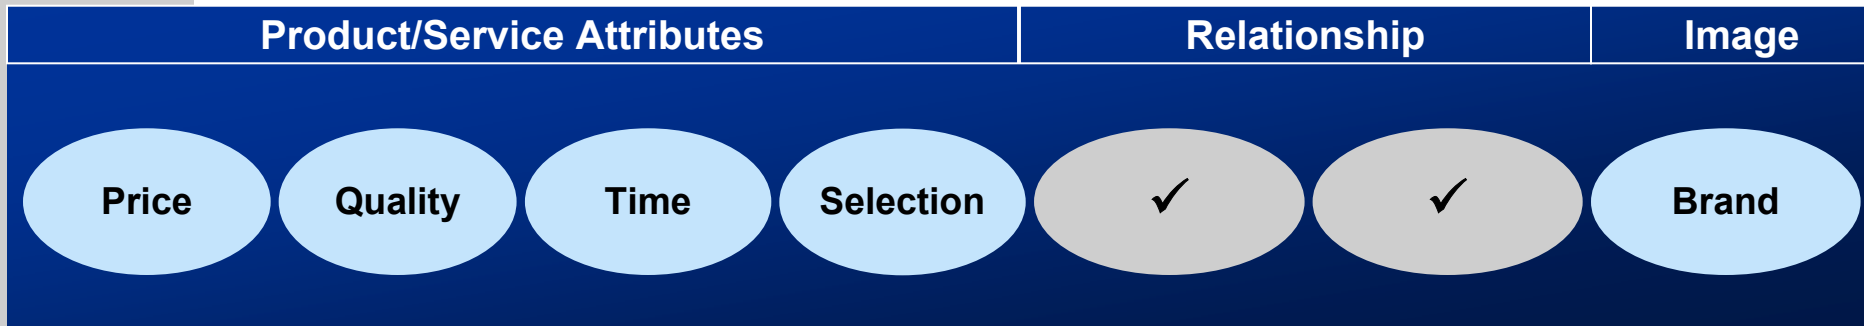 Product/Service Attributes Relationship Image
Price Quality Time Selection ✓ ✓ Brand